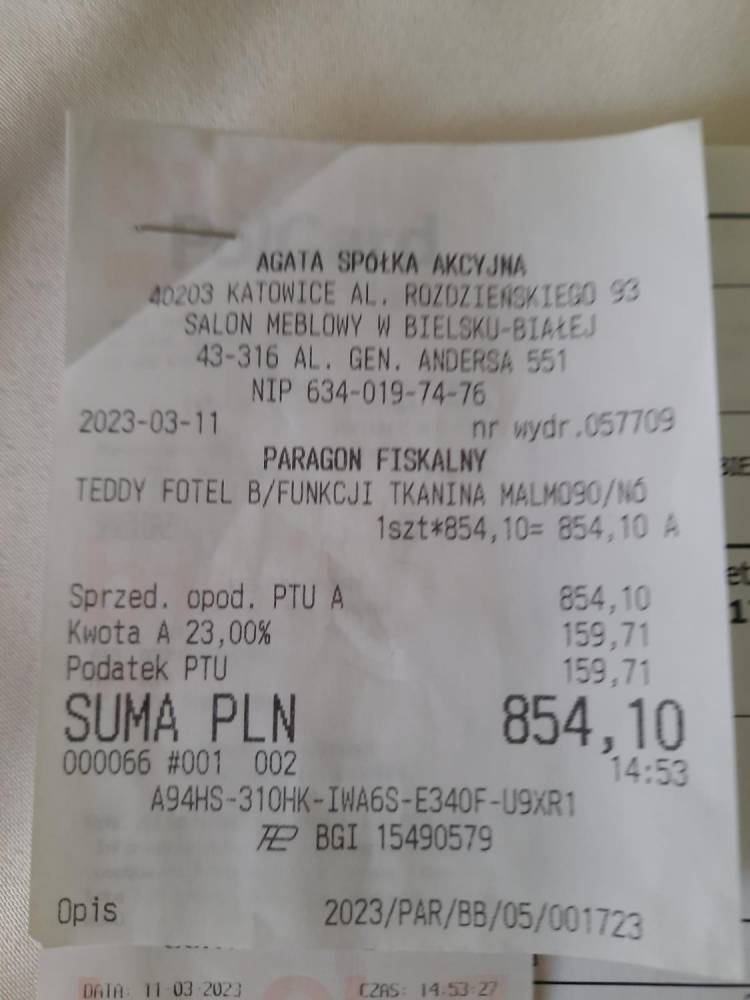 AGATA SPÓŁKA AKCYJNA
40203 KATOWICE AL. ROŹDZIEŃSKIEGO 93
SALON MEBLOWY W BIELSKU-BIAŁEJ
43-316 AL. GEN. ANDERSA 551
NIP 634-019-74-76
2023-03-11 nr wydr.057709
PARAGON FISKALNY
TEDDY FOTEL B/FUNKCJI TKANINA MALMO90/NÓ
1szt*854,10= 854,10 A
Sprzed. opod. PTU A 854,10
Kwota A 23,00% 159,71
Podatek PTU 159,71
SUMA PLN 854,10
000066 #001 002 14:53
A94HS-310HK-IWA6S-E340F-U9XR1
BGI 15490579
Opis 2023/PAR/BB/05/001723
DATA: 11-03-2023 CZAS: 14:53:27